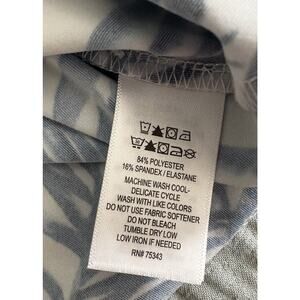 84% POLYESTER
16% SPANDEX / ELASTANE
MACHINE WASH COOL-
DELICATE CYCLE
WASH WITH LIKE COLORS
DO NOT USE FABRIC SOFTENER
DO NOT BLEACH
TUMBLE DRY LOW
LOW IRON IF NEEDED
RN# 75343